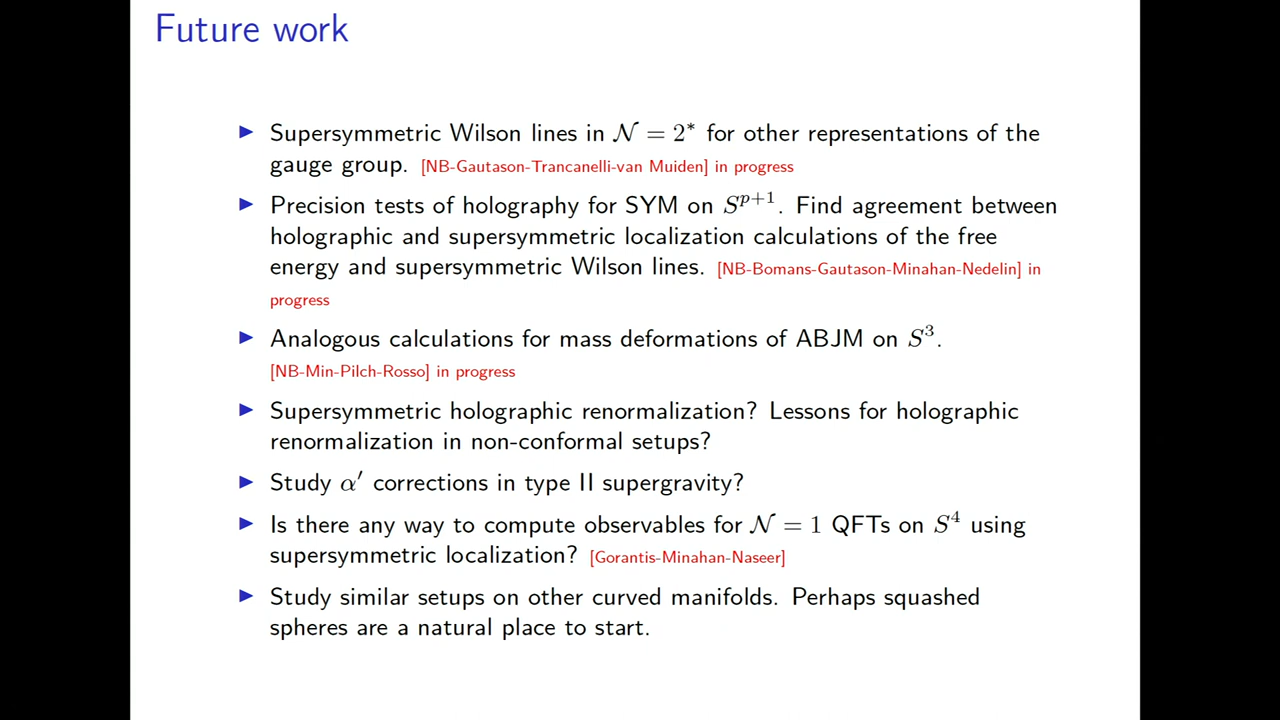 Future work
▶ Supersymmetric Wilson lines in 𝒩 = 2* for other representations of the
gauge group. [NB-Gautason-Trancanelli-van Muiden] in progress
▶ Precision tests of holography for SYM on S^{p+1}. Find agreement between
holographic and supersymmetric localization calculations of the free
energy and supersymmetric Wilson lines. [NB-Bomans-Gautason-Minahan-Nedelin] in
progress
▶ Analogous calculations for mass deformations of ABJM on S³.
[NB-Min-Pilch-Rosso] in progress
▶ Supersymmetric holographic renormalization? Lessons for holographic
renormalization in non-conformal setups?
▶ Study α′ corrections in type II supergravity?
▶ Is there any way to compute observables for 𝒩 = 1 QFTs on S⁴ using
supersymmetric localization? [Gorantis-Minahan-Naseer]
▶ Study similar setups on other curved manifolds. Perhaps squashed
spheres are a natural place to start.